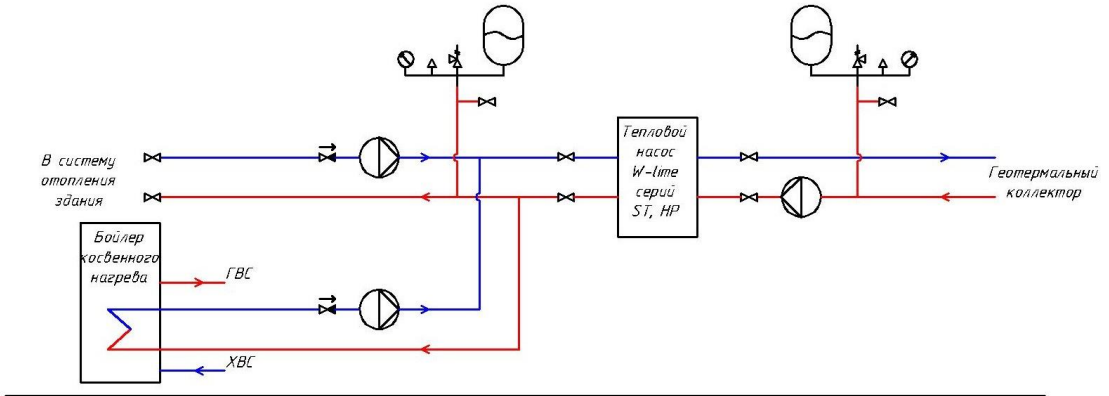 В систему
отопления
здания
Тепловой
насос
W-lime
серий
ST, HP
Геотермальный
коллектор
Бойлер
косвенного
нагрева
ГВС
ХВС